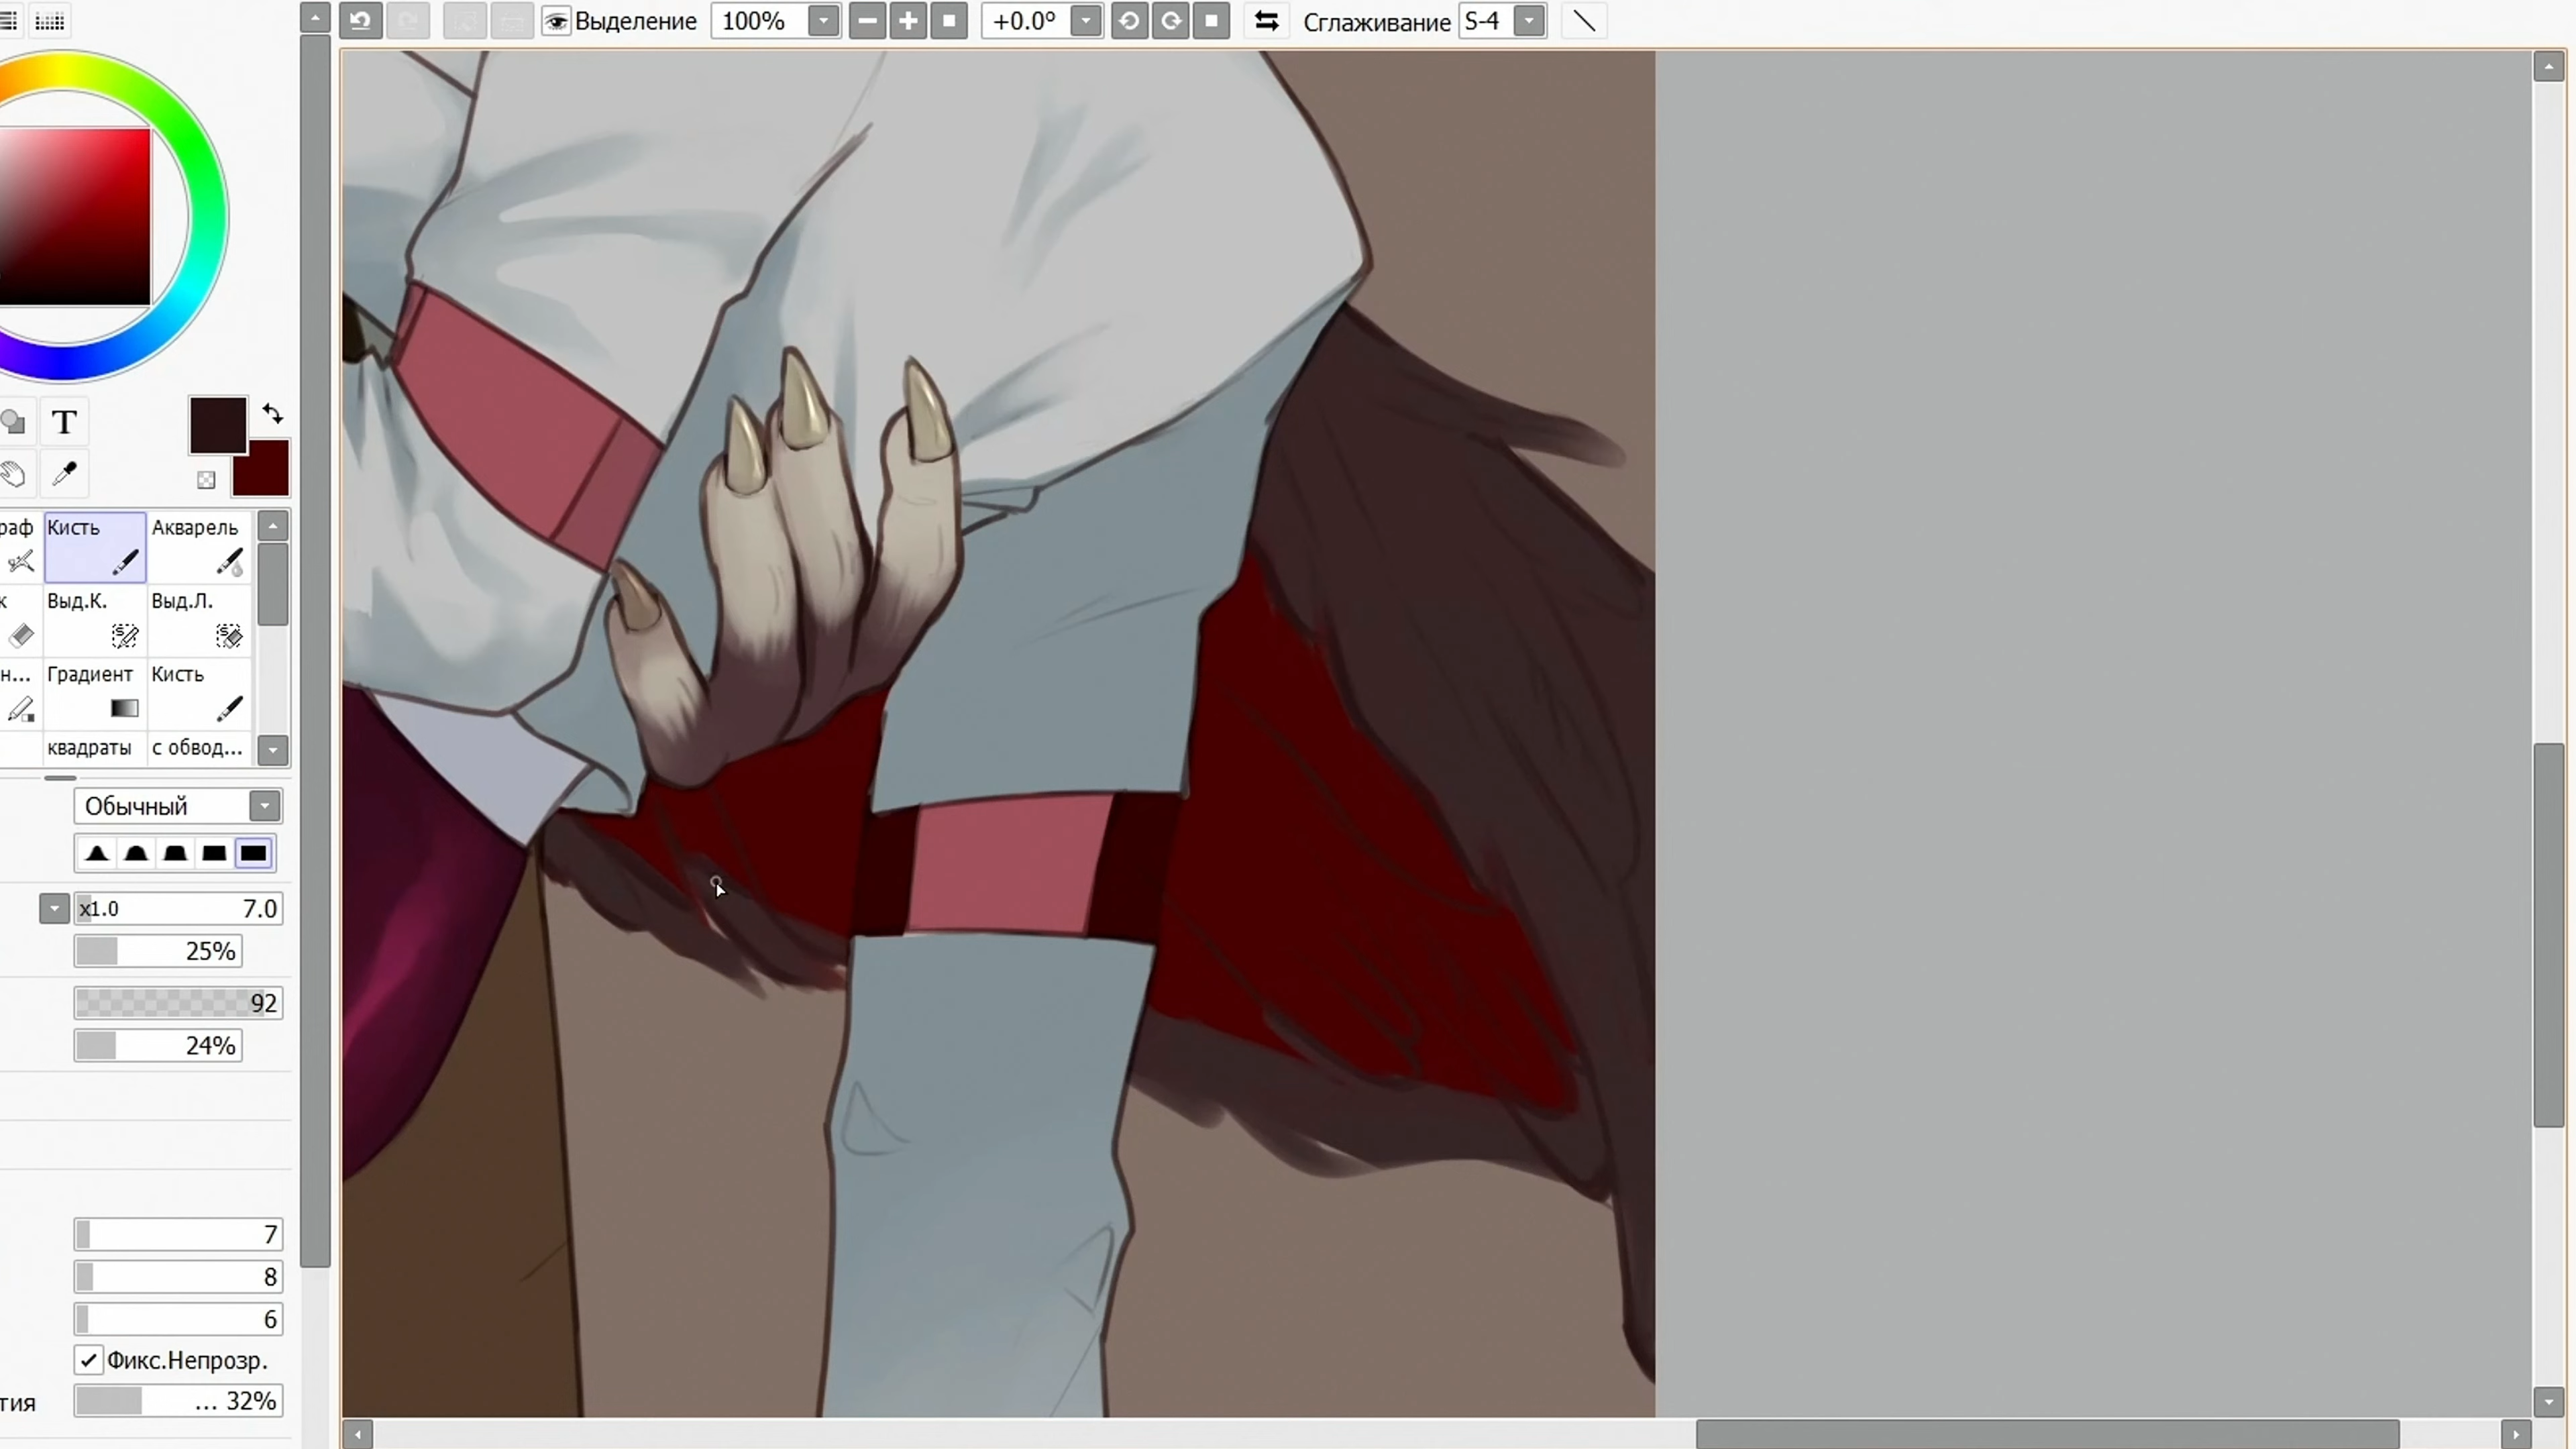 Выделение 100% +0.0° Сглаживание S-4
T
раф Кисть Акварель
к Выд.К. Выд.Л.
н... Градиент Кисть
квадраты с обвод...
Обычный
x1.0 7.0
25%
92
24%
7
8
6
Фикс.Непрозр.
тия ... 32%